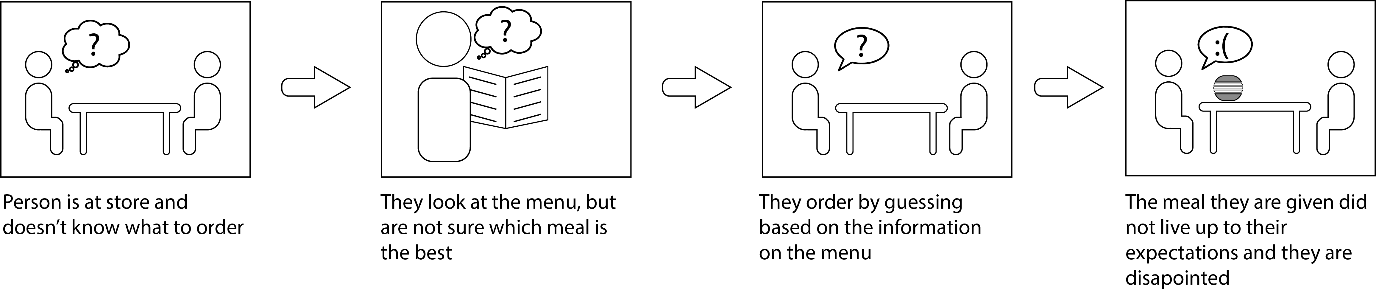 ?
?
?
:(
Person is at store and
doesn't know what to order
They look at the menu, but
are not sure which meal is
the best
They order by guessing
based on the information
on the menu
The meal they are given did
not live up to their
expectations and they are
disapointed